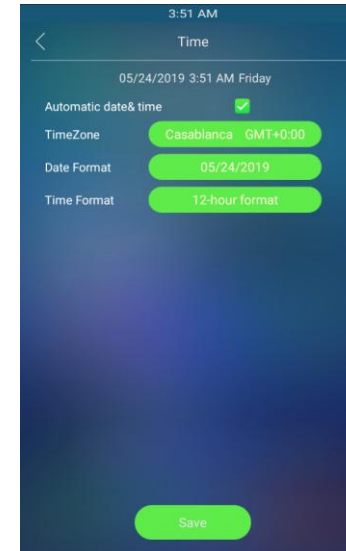 3:51 AM
Time
05/24/2019 3:51 AM Friday
Automatic date& time
TimeZone Casablanca GMT+0:00
Date Format 05/24/2019
Time Format 12-hour format
Save